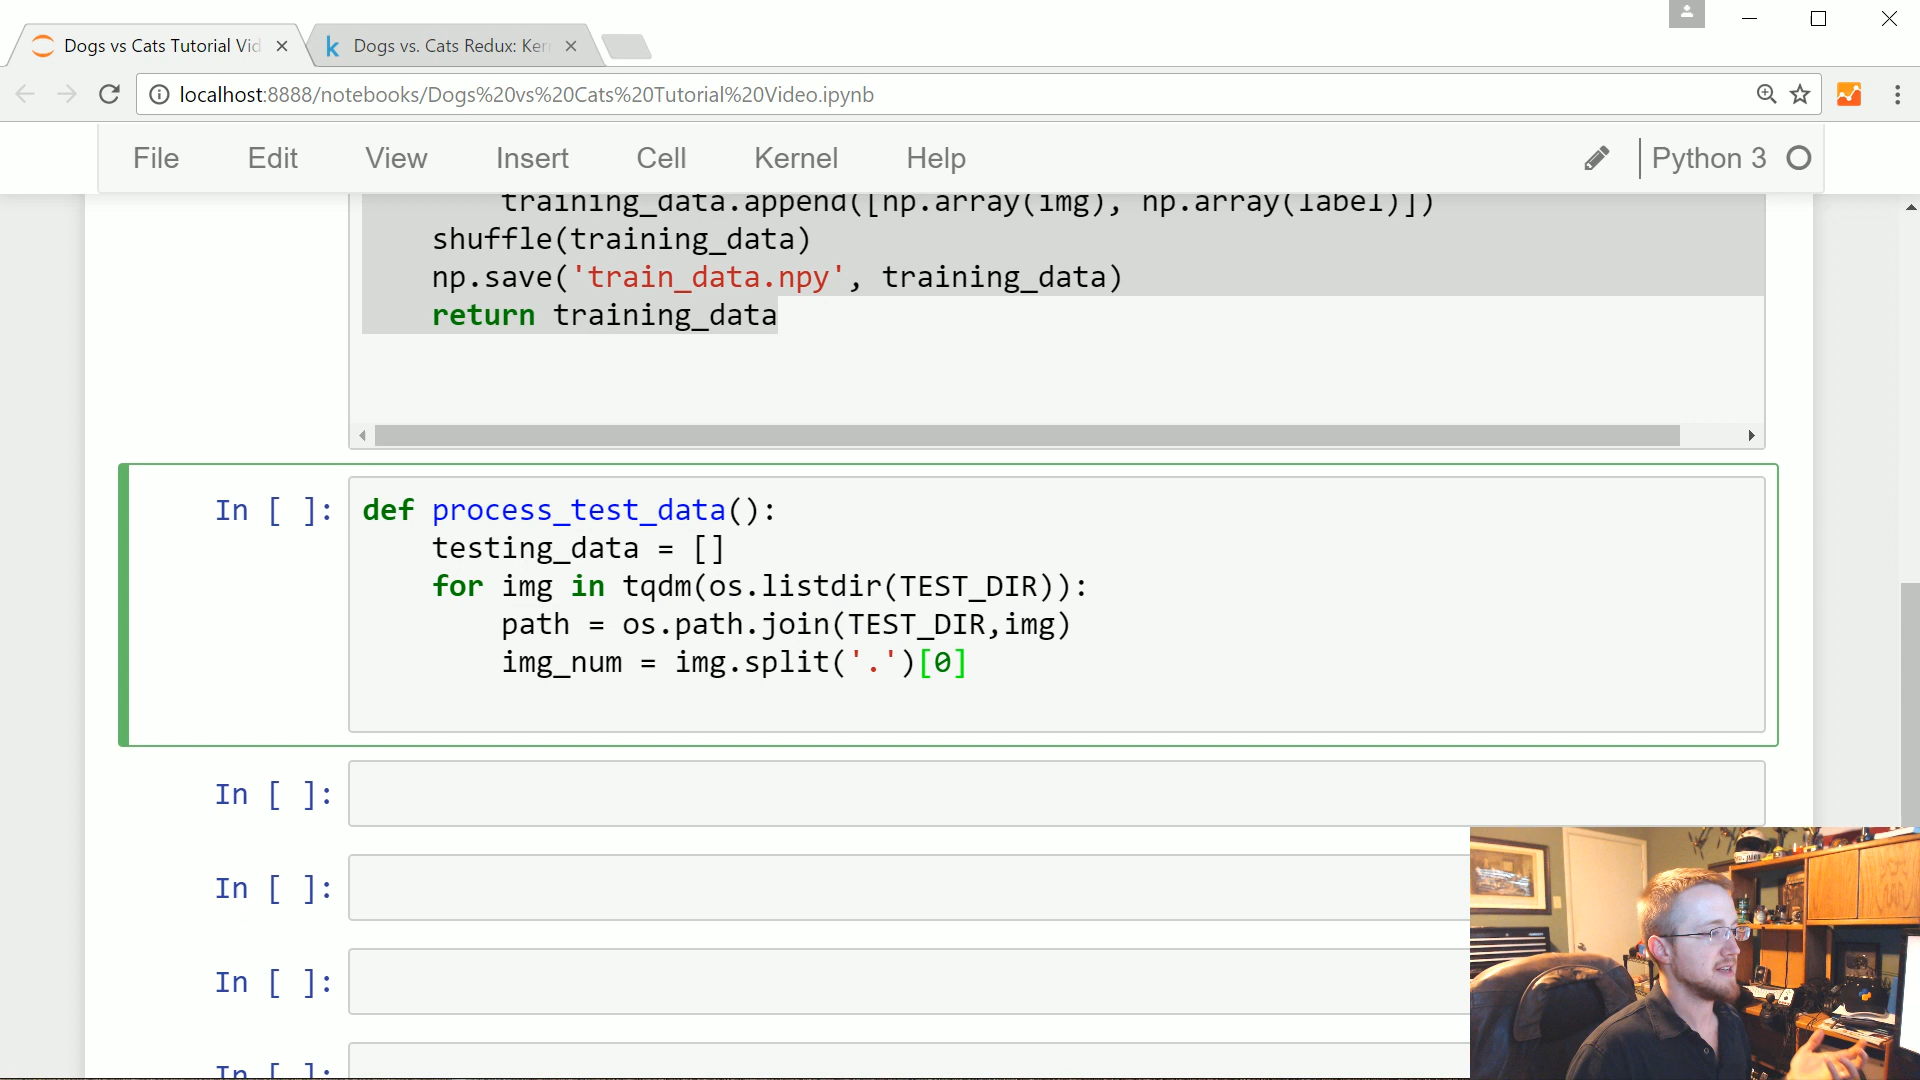 Dogs vs Cats Tutorial Vid
Dogs vs. Cats Redux: Ker
localhost:8888/notebooks/Dogs%20vs%20Cats%20Tutorial%20Video.ipynb
File Edit View Insert Cell Kernel Help Python 3
training_data.append([np.array(img), np.array(label)])
shuffle(training_data)
np.save('train_data.npy', training_data)
return training_data
In [ ]: def process_test_data():
testing_data = []
for img in tqdm(os.listdir(TEST_DIR)):
path = os.path.join(TEST_DIR,img)
img_num = img.split('.')[0]
In [ ]:
In [ ]:
In [ ]:
In [ ]: